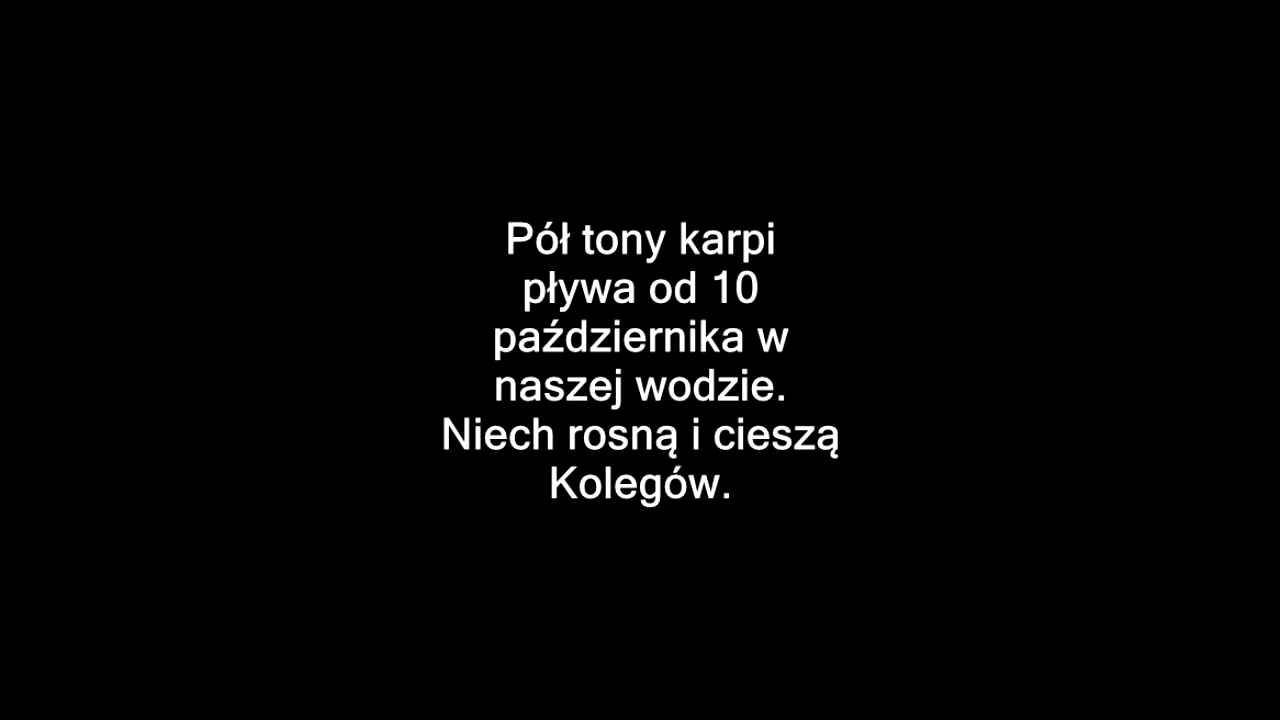 Pół tony karpi
pływa od 10
października w
naszej wodzie.
Niech rosną i cieszą
Kolegów.